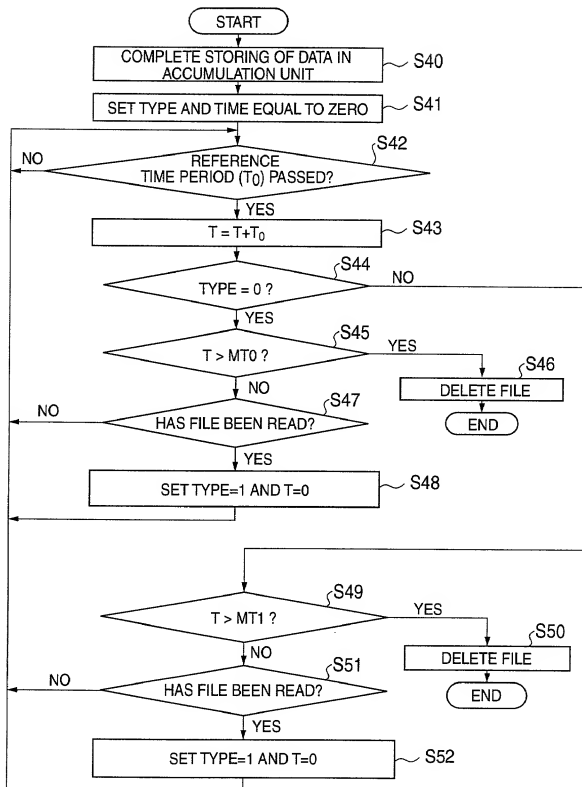 START
COMPLETE STORING OF DATA IN
ACCUMULATION UNIT
S40
SET TYPE AND TIME EQUAL TO ZERO
S41
S42
NO
REFERENCE
TIME PERIOD (T0) PASSED?
YES
T = T+T0
S43
S44
TYPE = 0 ?
NO
YES
S45
T > MT0 ?
YES
S46
DELETE FILE
END
NO
S47
NO
HAS FILE BEEN READ?
YES
SET TYPE=1 AND T=0
S48
S49
T > MT1 ?
YES
S50
DELETE FILE
END
NO
S51
NO
HAS FILE BEEN READ?
YES
SET TYPE=1 AND T=0
S52